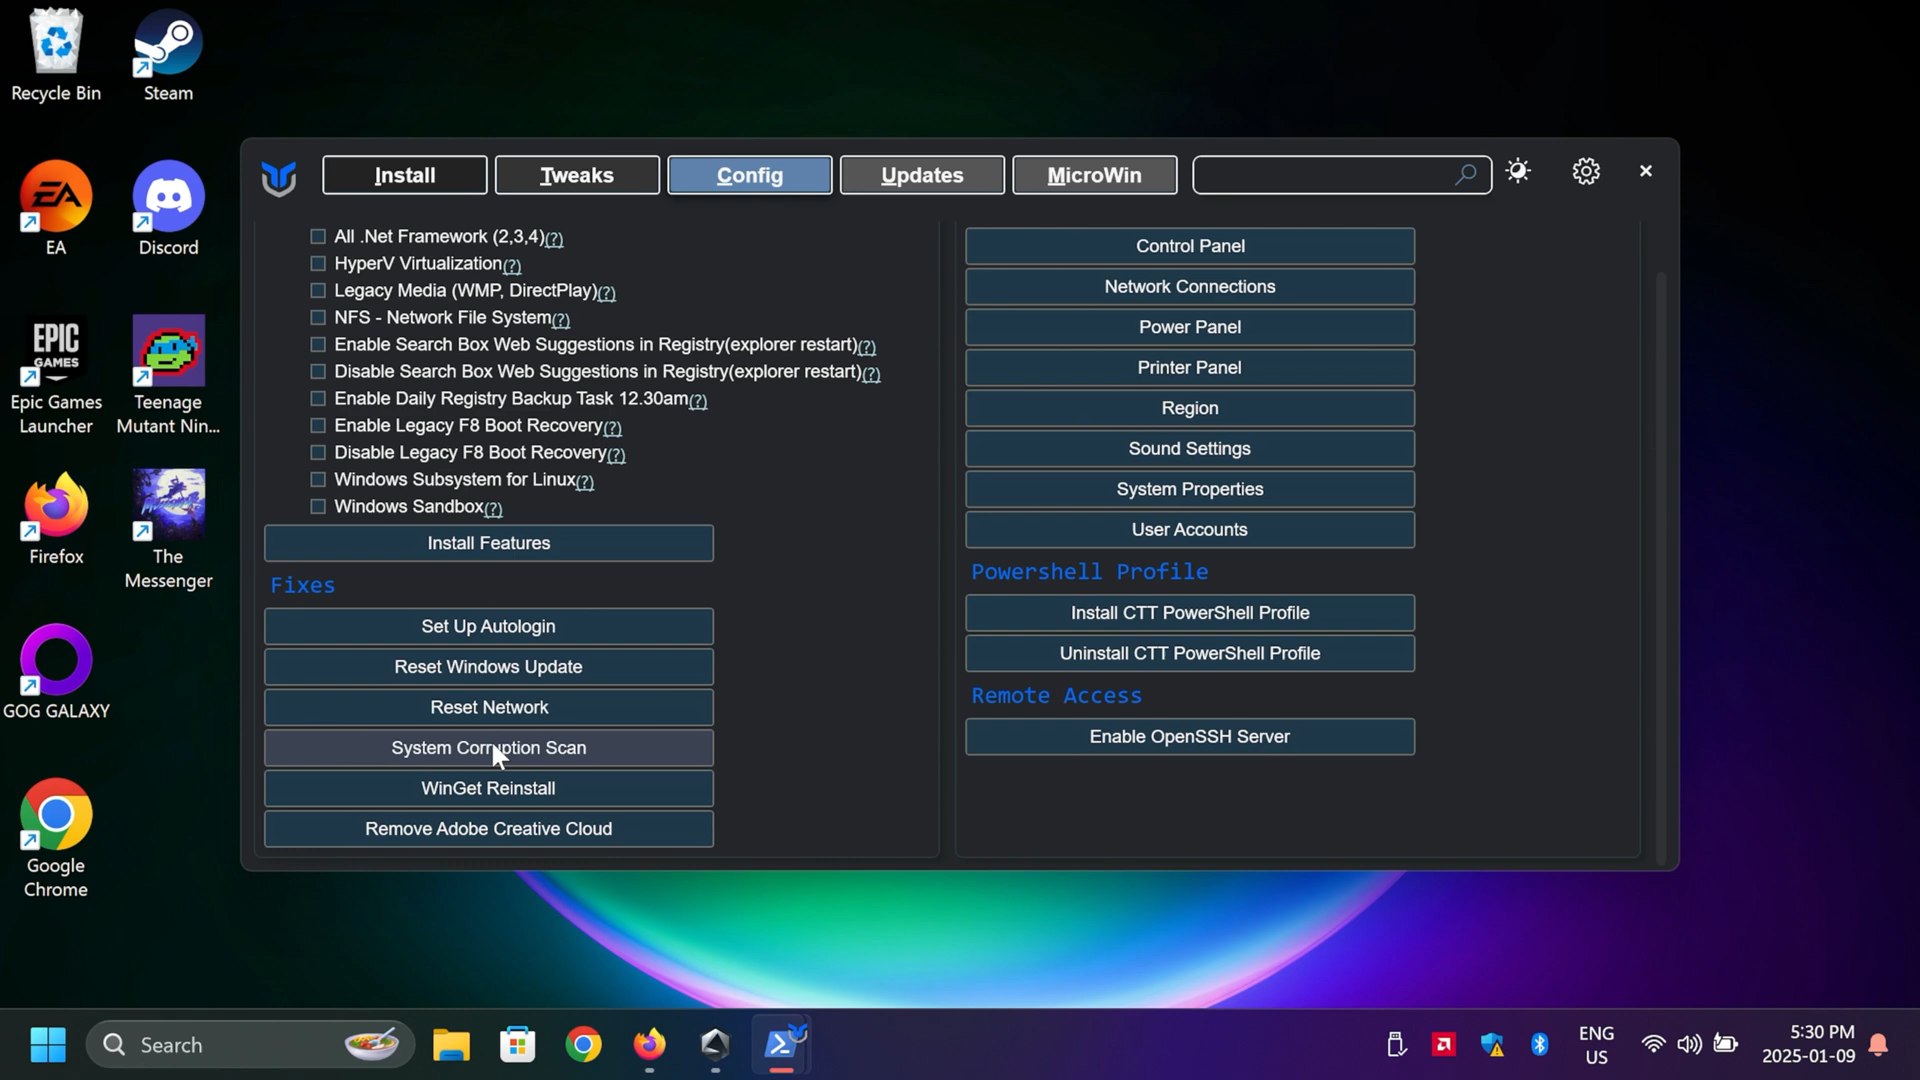 Recycle Bin
Steam
EA
EA
Discord
EPIC
GAMES
Epic Games
Launcher
Teenage
Mutant Nin...
Firefox
The
Messenger
GOG GALAXY
Google
Chrome
Install
Tweaks
Config
Updates
MicroWin
All .Net Framework (2,3,4)(?)
HyperV Virtualization(?)
Legacy Media (WMP, DirectPlay)(?)
NFS - Network File System(?)
Enable Search Box Web Suggestions in Registry(explorer restart)(?)
Disable Search Box Web Suggestions in Registry(explorer restart)(?)
Enable Daily Registry Backup Task 12.30am(?)
Enable Legacy F8 Boot Recovery(?)
Disable Legacy F8 Boot Recovery(?)
Windows Subsystem for Linux(?)
Windows Sandbox(?)
Install Features
Fixes
Set Up Autologin
Reset Windows Update
Reset Network
System Corruption Scan
WinGet Reinstall
Remove Adobe Creative Cloud
Control Panel
Network Connections
Power Panel
Printer Panel
Region
Sound Settings
System Properties
User Accounts
Powershell Profile
Install CTT PowerShell Profile
Uninstall CTT PowerShell Profile
Remote Access
Enable OpenSSH Server
Search
ENG
US
5:30 PM
2025-01-09